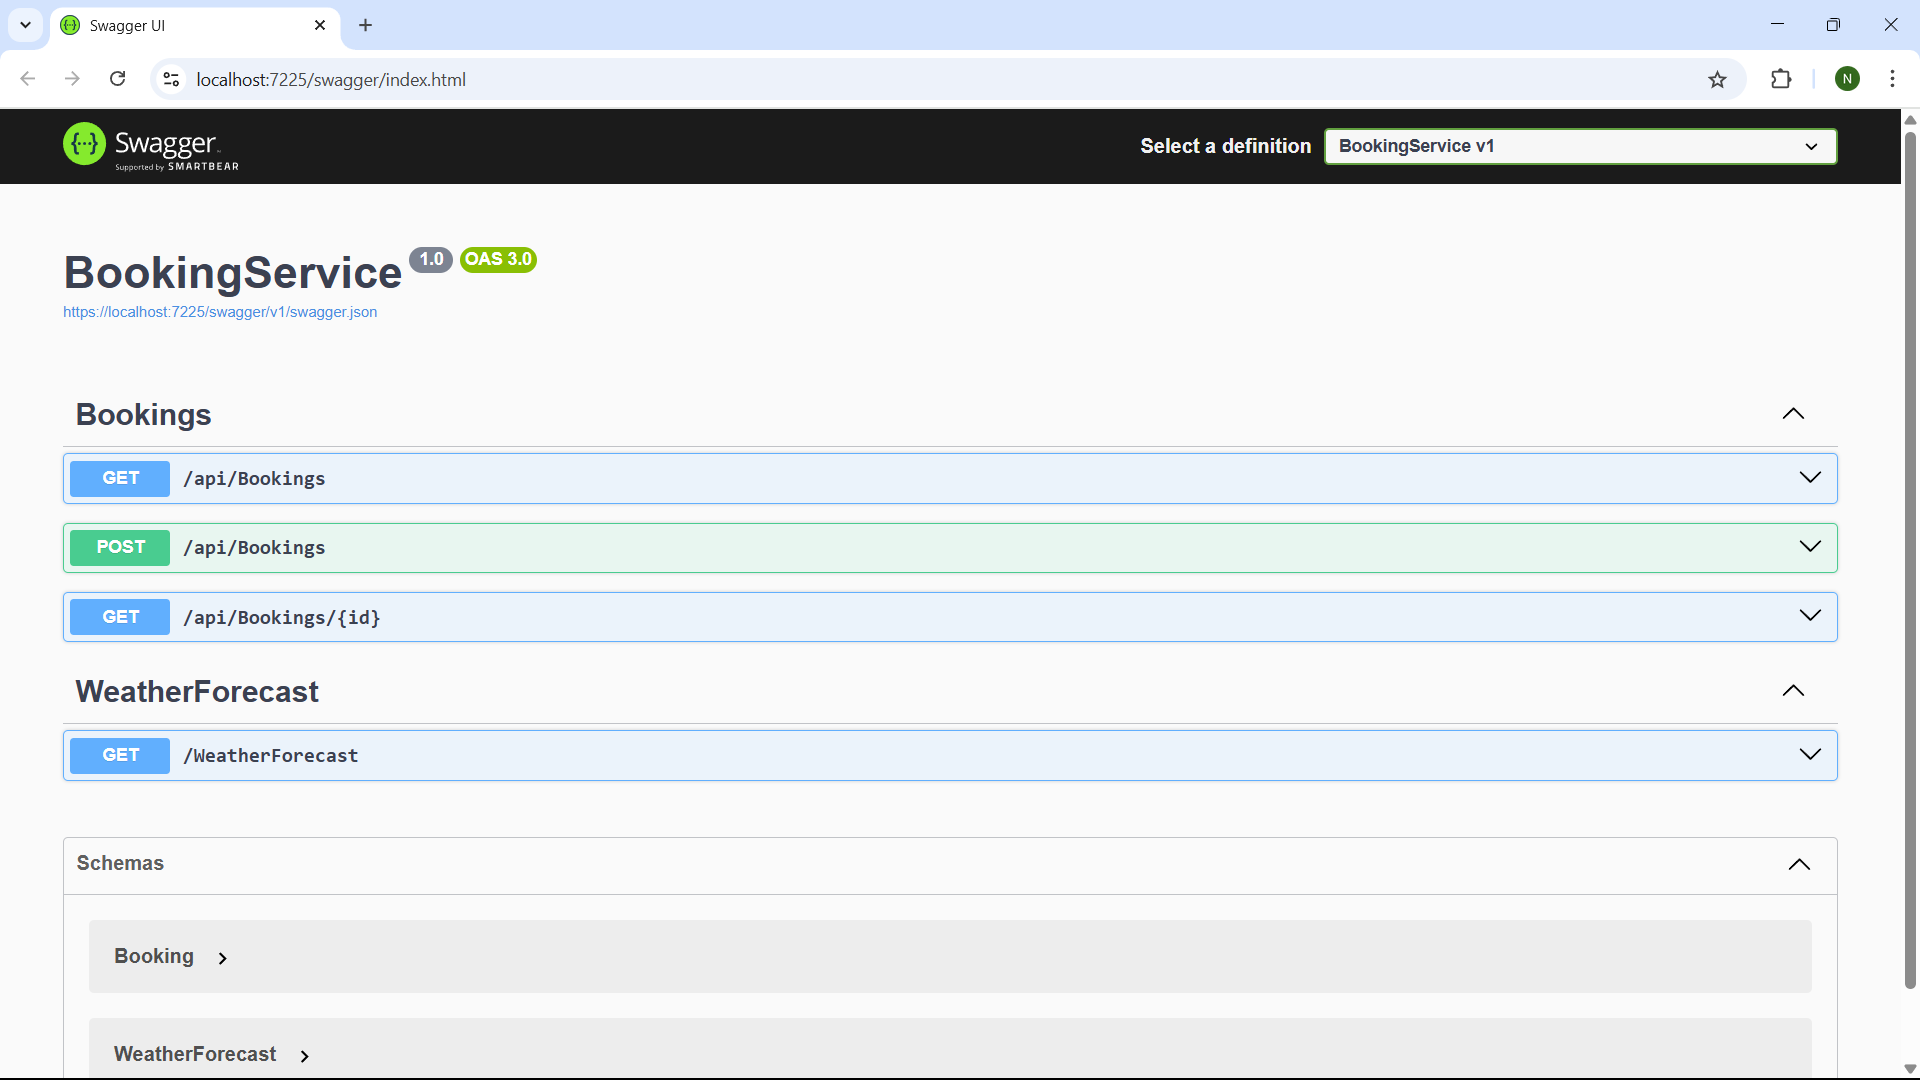 Swagger UI
localhost:7225/swagger/index.html
N
{···} Swagger
Supported by SMARTBEAR
Select a definition
BookingService v1
BookingService 1.0 OAS 3.0
https://localhost:7225/swagger/v1/swagger.json
Bookings
GET /api/Bookings
POST /api/Bookings
GET /api/Bookings/{id}
WeatherForecast
GET /WeatherForecast
Schemas
Booking
WeatherForecast